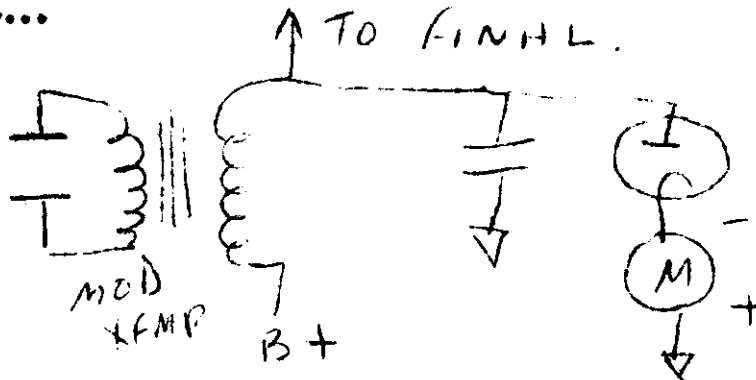 TO FINAL.
MOD
XFMR
B +
M
-
+